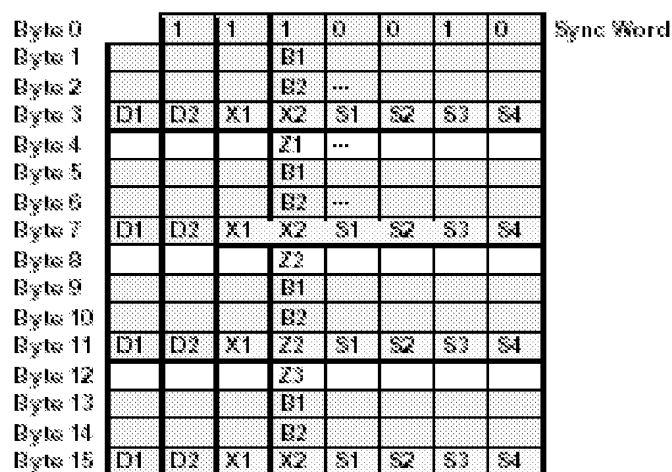 Byte 0 1 1 1 0 0 1 0 Sync Word
Byte 1 B1
Byte 2 B2 ...
Byte 3 D1 D2 X1 X2 S1 S2 S3 S4
Byte 4 Z1 ...
Byte 5 B1
Byte 6 B2 ...
Byte 7 D1 D2 X1 X2 S1 S2 S3 S4
Byte 8 Z2
Byte 9 B1
Byte 10 B2
Byte 11 D1 D2 X1 Z2 S1 S2 S3 S4
Byte 12 Z3
Byte 13 B1
Byte 14 B2
Byte 15 D1 D2 X1 X2 S1 S2 S3 S4